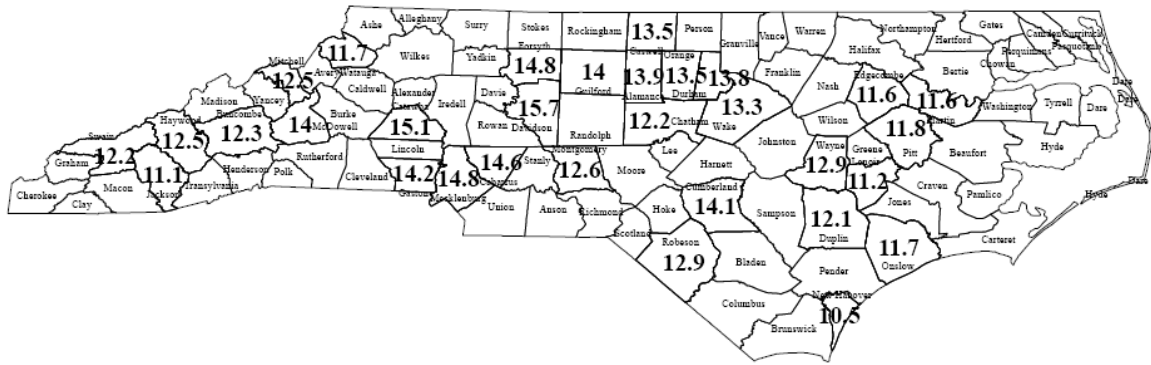 Ashe
Alleghany
Surry
Stokes
Rockingham
13.5
Caswell
Person
Granville
Vance
Warren
Northampton
Gates
Camden
Currituck
Pasquotank
Perquimans
Chowan
Hertford
Halifax
Bertie
Mitchell
12.5
11.7
Avery
Watauga
Wilkes
Yadkin
Forsyth
14.8
14
Guilford
13.9
Alamance
Orange
13.5
Durham
13.8
Franklin
Nash
Edgecombe
11.6
11.6
Martin
Washington
Tyrrell
Dare
Dare
Dare
Madison
Yancey
Caldwell
Alexander
Catawba
15.1
Iredell
Davie
Rowan
15.7
Davidson
Randolph
12.2
Chatham
13.3
Wake
Wilson
11.8
Pitt
Beaufort
Hyde
Swain
12.2
Haywood
12.5
Buncombe
12.3
14
McDowell
Burke
Lincoln
Graham
Cherokee
Clay
Macon
11.1
Jackson
Transylvania
Henderson
Polk
Rutherford
Cleveland
14.2
Gaston
14.8
Mecklenburg
14.6
Cabarrus
Stanly
Montgomery
12.6
Moore
Lee
Harnett
Johnston
Wayne
12.9
Greene
Lenoir
11.2
Craven
Pamlico
Jones
Hyde
Dare
Union
Anson
Richmond
Scotland
Hoke
Cumberland
14.1
Sampson
12.1
Duplin
11.7
Onslow
Carteret
Robeson
12.9
Bladen
Pender
New Hanover
10.5
Columbus
Brunswick